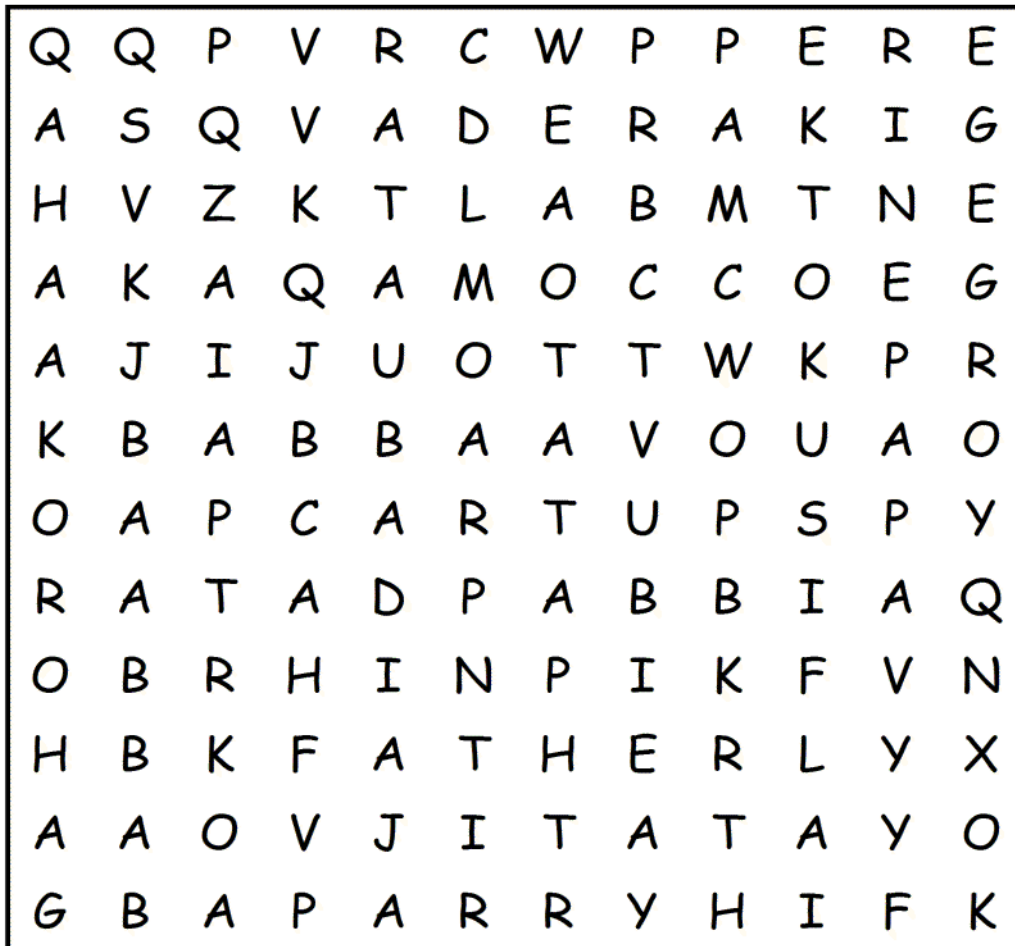 Q Q P V R C W P P E R E
A S Q V A D E R A K I G
H V Z K T L A B M T N E
A K A Q A M O C C O E G
A J I J U O T T W K P R
K B A B B A A V O U A O
O A P C A R T U P S P Y
R A T A D P A B B I A Q
O B R H I N P I K F V N
H B K F A T H E R L Y X
A A O V J I T A T A Y O
G B A P A R R Y H I F K